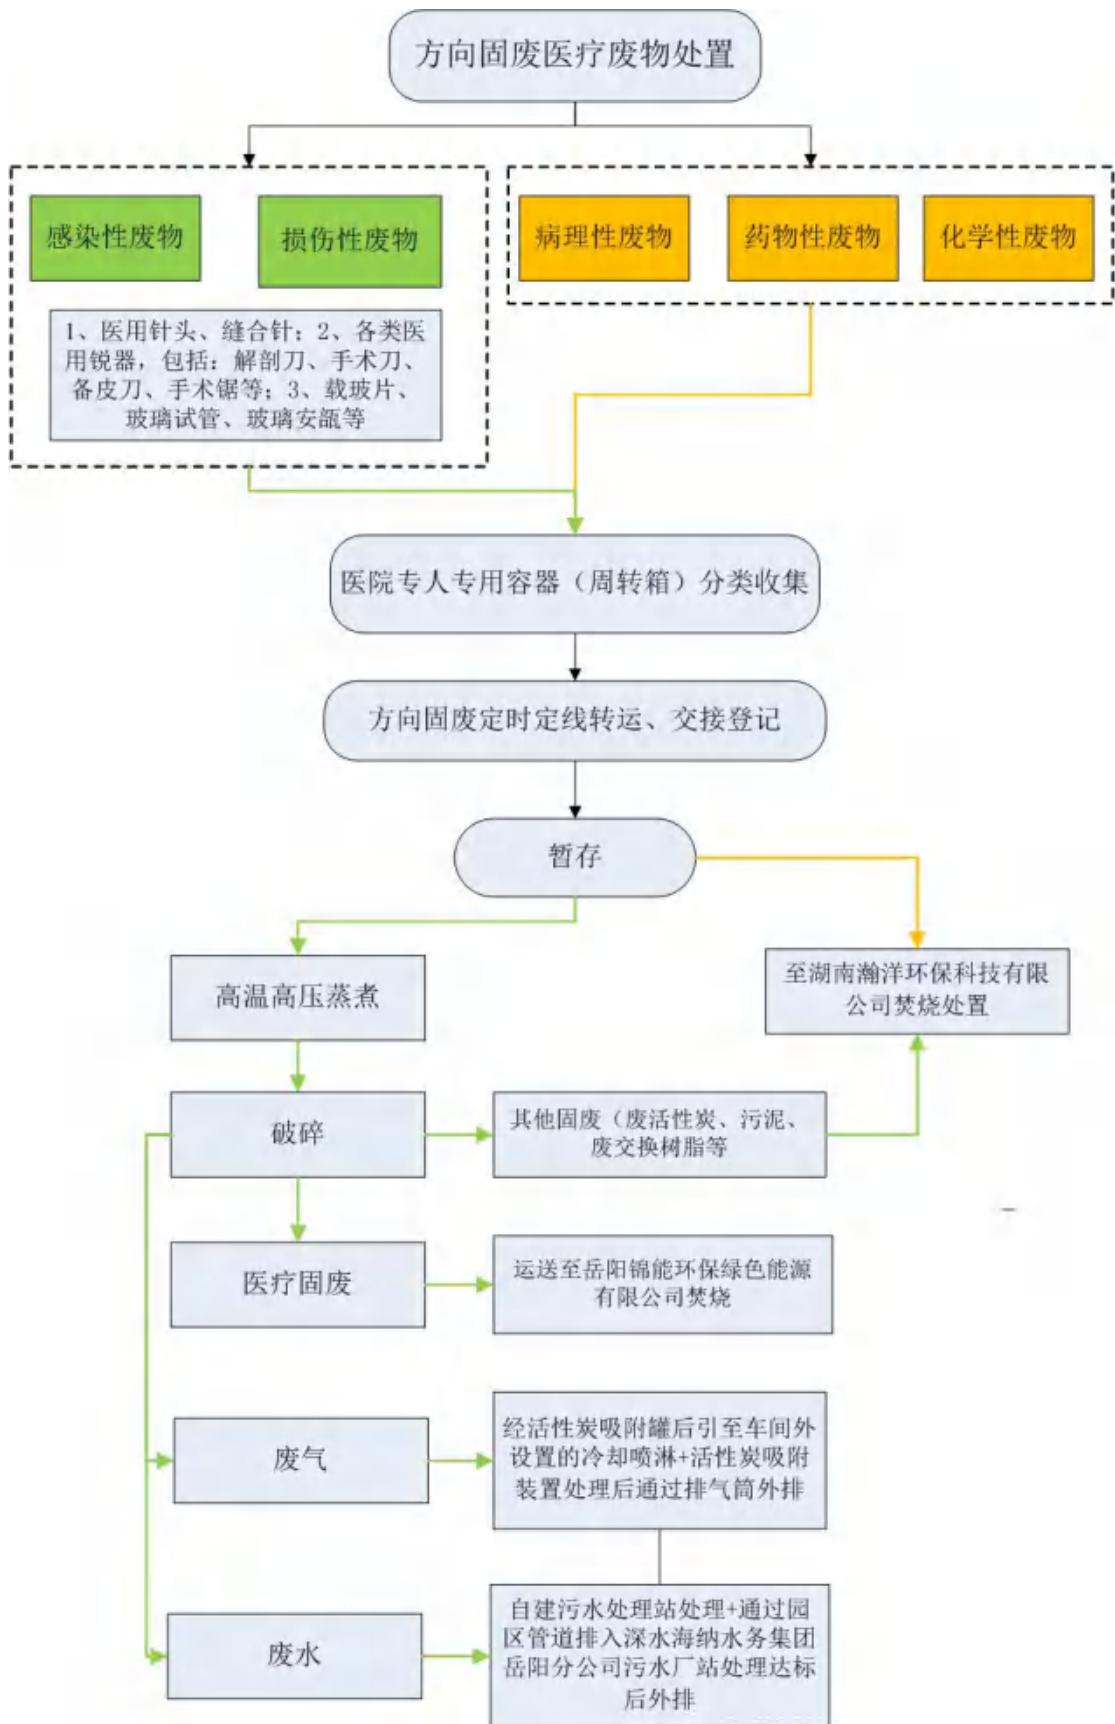 方向固废医疗废物处置
感染性废物
损伤性废物
病理性废物
药物性废物
化学性废物
1、医用针头、缝合针；2、各类医
用锐器，包括：解剖刀、手术刀、
备皮刀、手术锯等；3、载玻片、
玻璃试管、玻璃安瓿等
医院专人专用容器（周转箱）分类收集
方向固废定时定线转运、交接登记
暂存
高温高压蒸煮
至湖南瀚洋环保科技有限
公司焚烧处置
破碎
其他固废（废活性炭、污泥、
废交换树脂等
医疗固废
运送至岳阳锦能环保绿色能源
有限公司焚烧
废气
经活性炭吸附罐后引至车间外
设置的冷却喷淋+活性炭吸附
装置处理后通过排气筒外排
废水
自建污水处理站处理+通过园
区管道排入深水海纳水务集团
岳阳分公司污水厂站处理达标
后外排